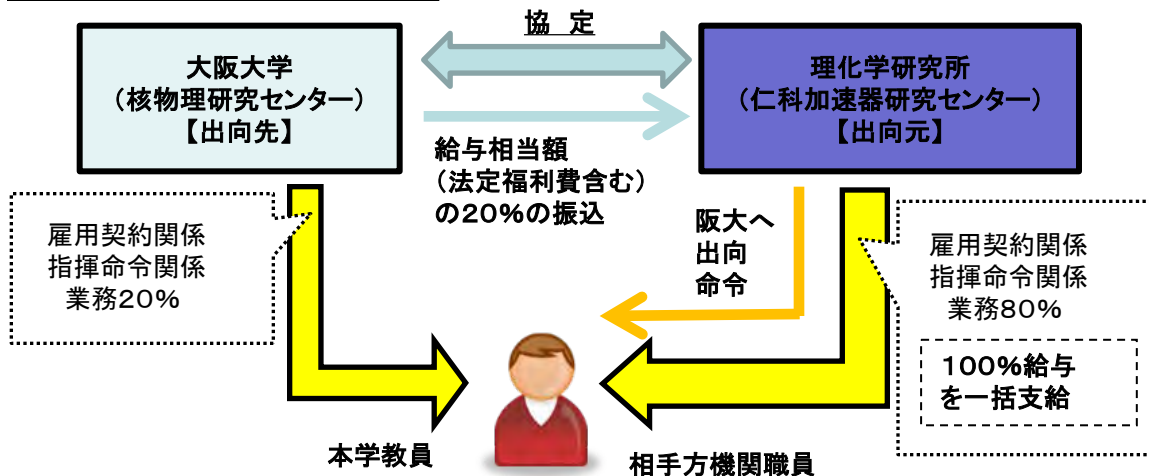 協 定
大阪大学
（核物理研究センター）
【出向先】
理化学研究所
（仁科加速器研究センター）
【出向元】
給与相当額
（法定福利費含む）
の２０％の振込
阪大へ
出向
命令
雇用契約関係
指揮命令関係
業務２０％
雇用契約関係
指揮命令関係
業務８０％
１００％給与
を一括支給
本学教員
相手方機関職員